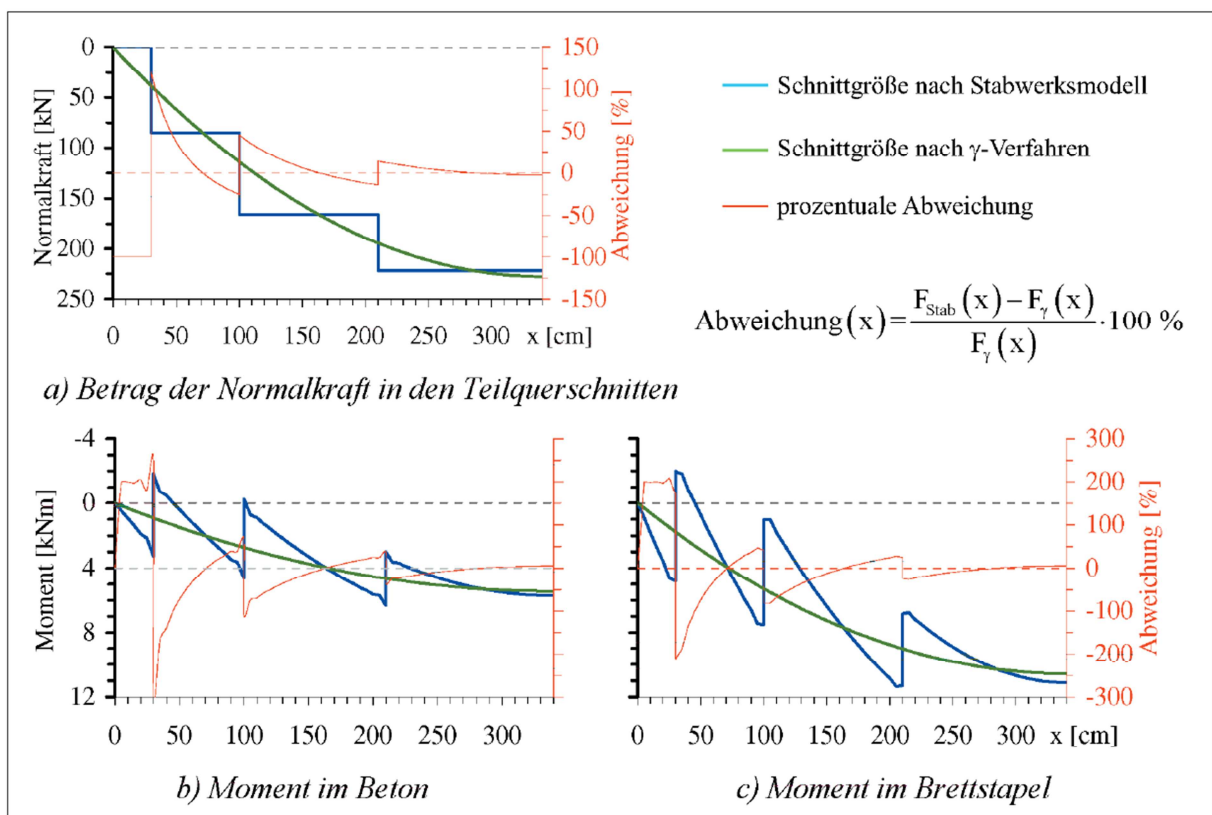 0
50
100
150
200
250
Normalkraft [kN]
150
100
50
0
-50
-100
-150
Abweichung [%]
0 50 100 150 200 250 300 x [cm]
Schnittgröße nach Stabwerksmodell
Schnittgröße nach γ-Verfahren
prozentuale Abweichung
Abweichung(x) = (F_Stab(x) − F_γ(x)) / F_γ(x) · 100 %
a) Betrag der Normalkraft in den Teilquerschnitten
-4
0
4
8
12
Moment [kNm]
0 50 100 150 200 250 300
b) Moment im Beton
300
200
100
0
-100
-200
-300
Abweichung [%]
0 50 100 150 200 250 300 x [cm]
c) Moment im Brettstapel